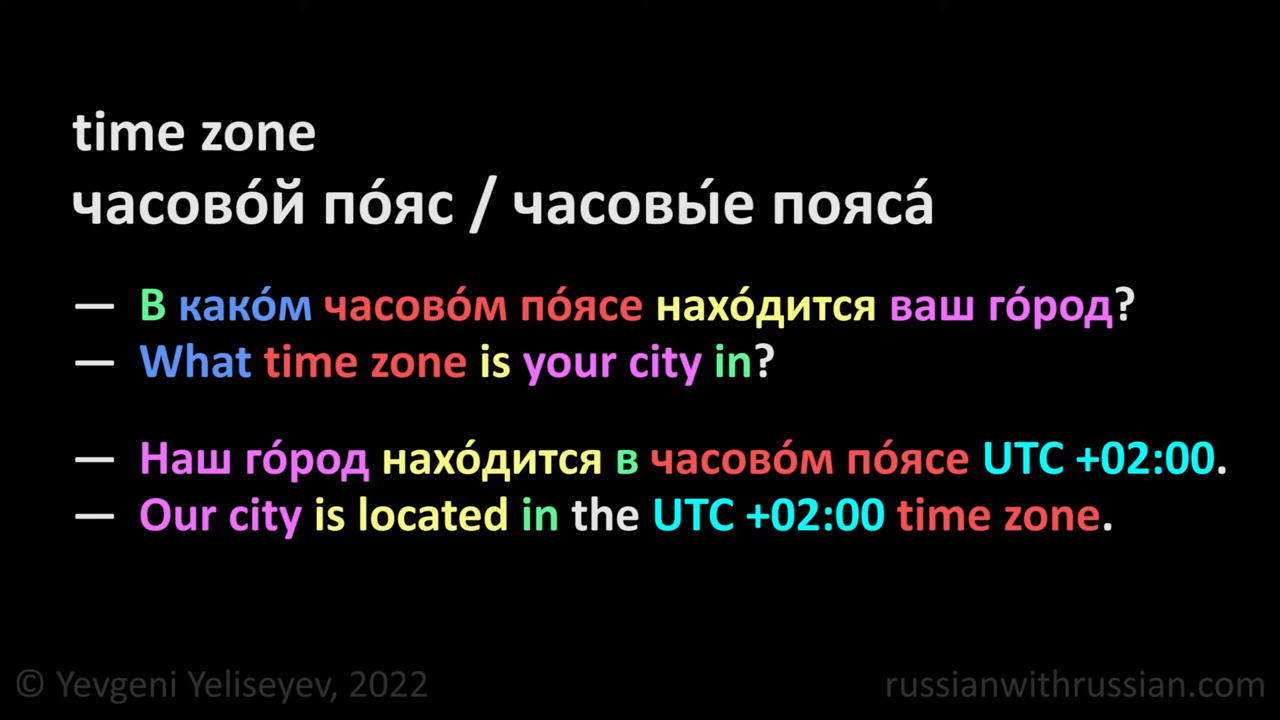 time zone
часово́й по́яс / часовы́е пояса́
— В како́м часово́м по́ясе нахо́дится ваш го́род?
— What time zone is your city in?
— Наш го́род нахо́дится в часово́м по́ясе UTC +02:00.
— Our city is located in the UTC +02:00 time zone.
© Yevgeni Yeliseyev, 2022
russianwithrussian.com